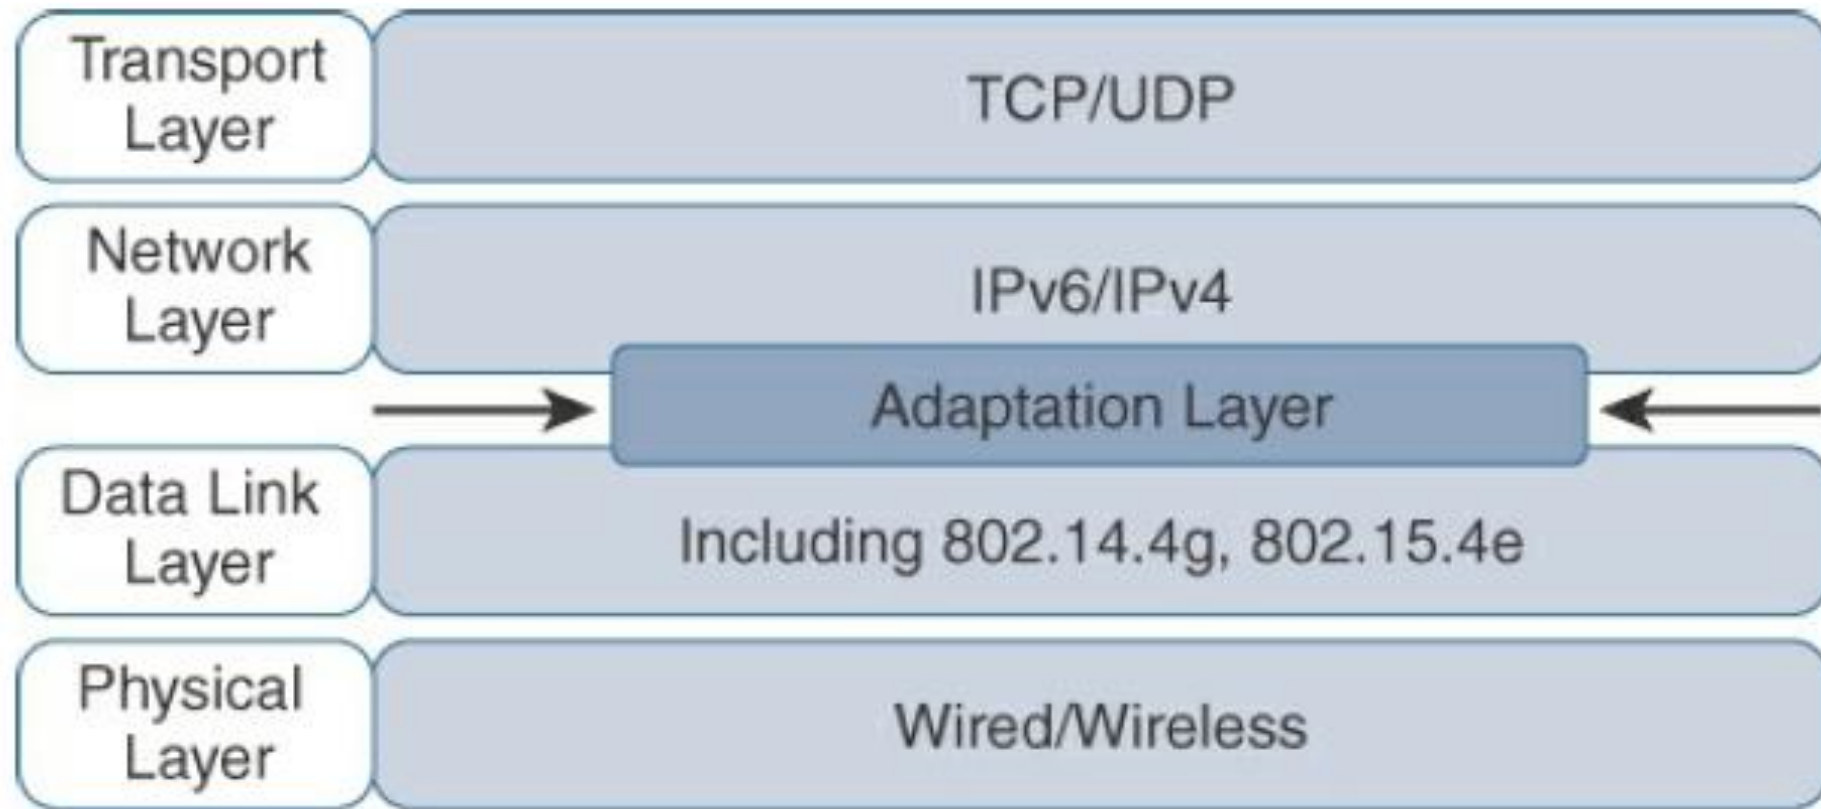 Transport
Layer
TCP/UDP
Network
Layer
IPv6/IPv4
Adaptation Layer
Data Link
Layer
Including 802.14.4g, 802.15.4e
Physical
Layer
Wired/Wireless